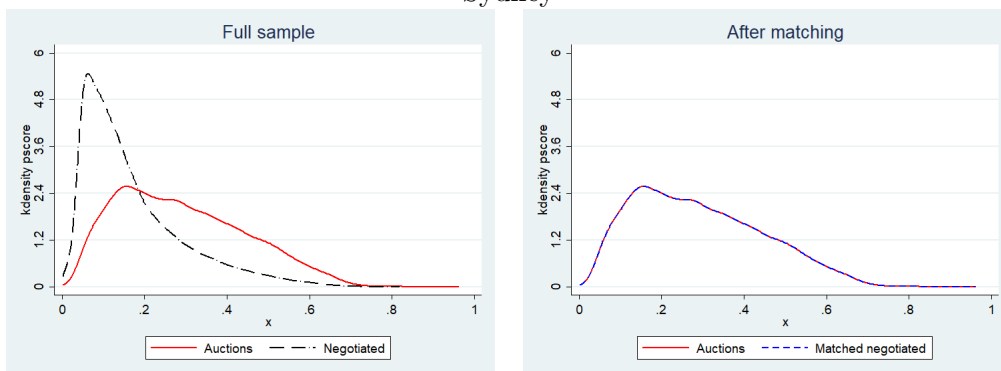 Sydney
Full sample
After matching
kdensity pscore
6
4.8
3.6
2.4
1.2
0
0
.2
.4
.6
.8
1
x
Auctions
Negotiated
kdensity pscore
6
4.8
3.6
2.4
1.2
0
0
.2
.4
.6
.8
1
x
Auctions
Matched negotiated